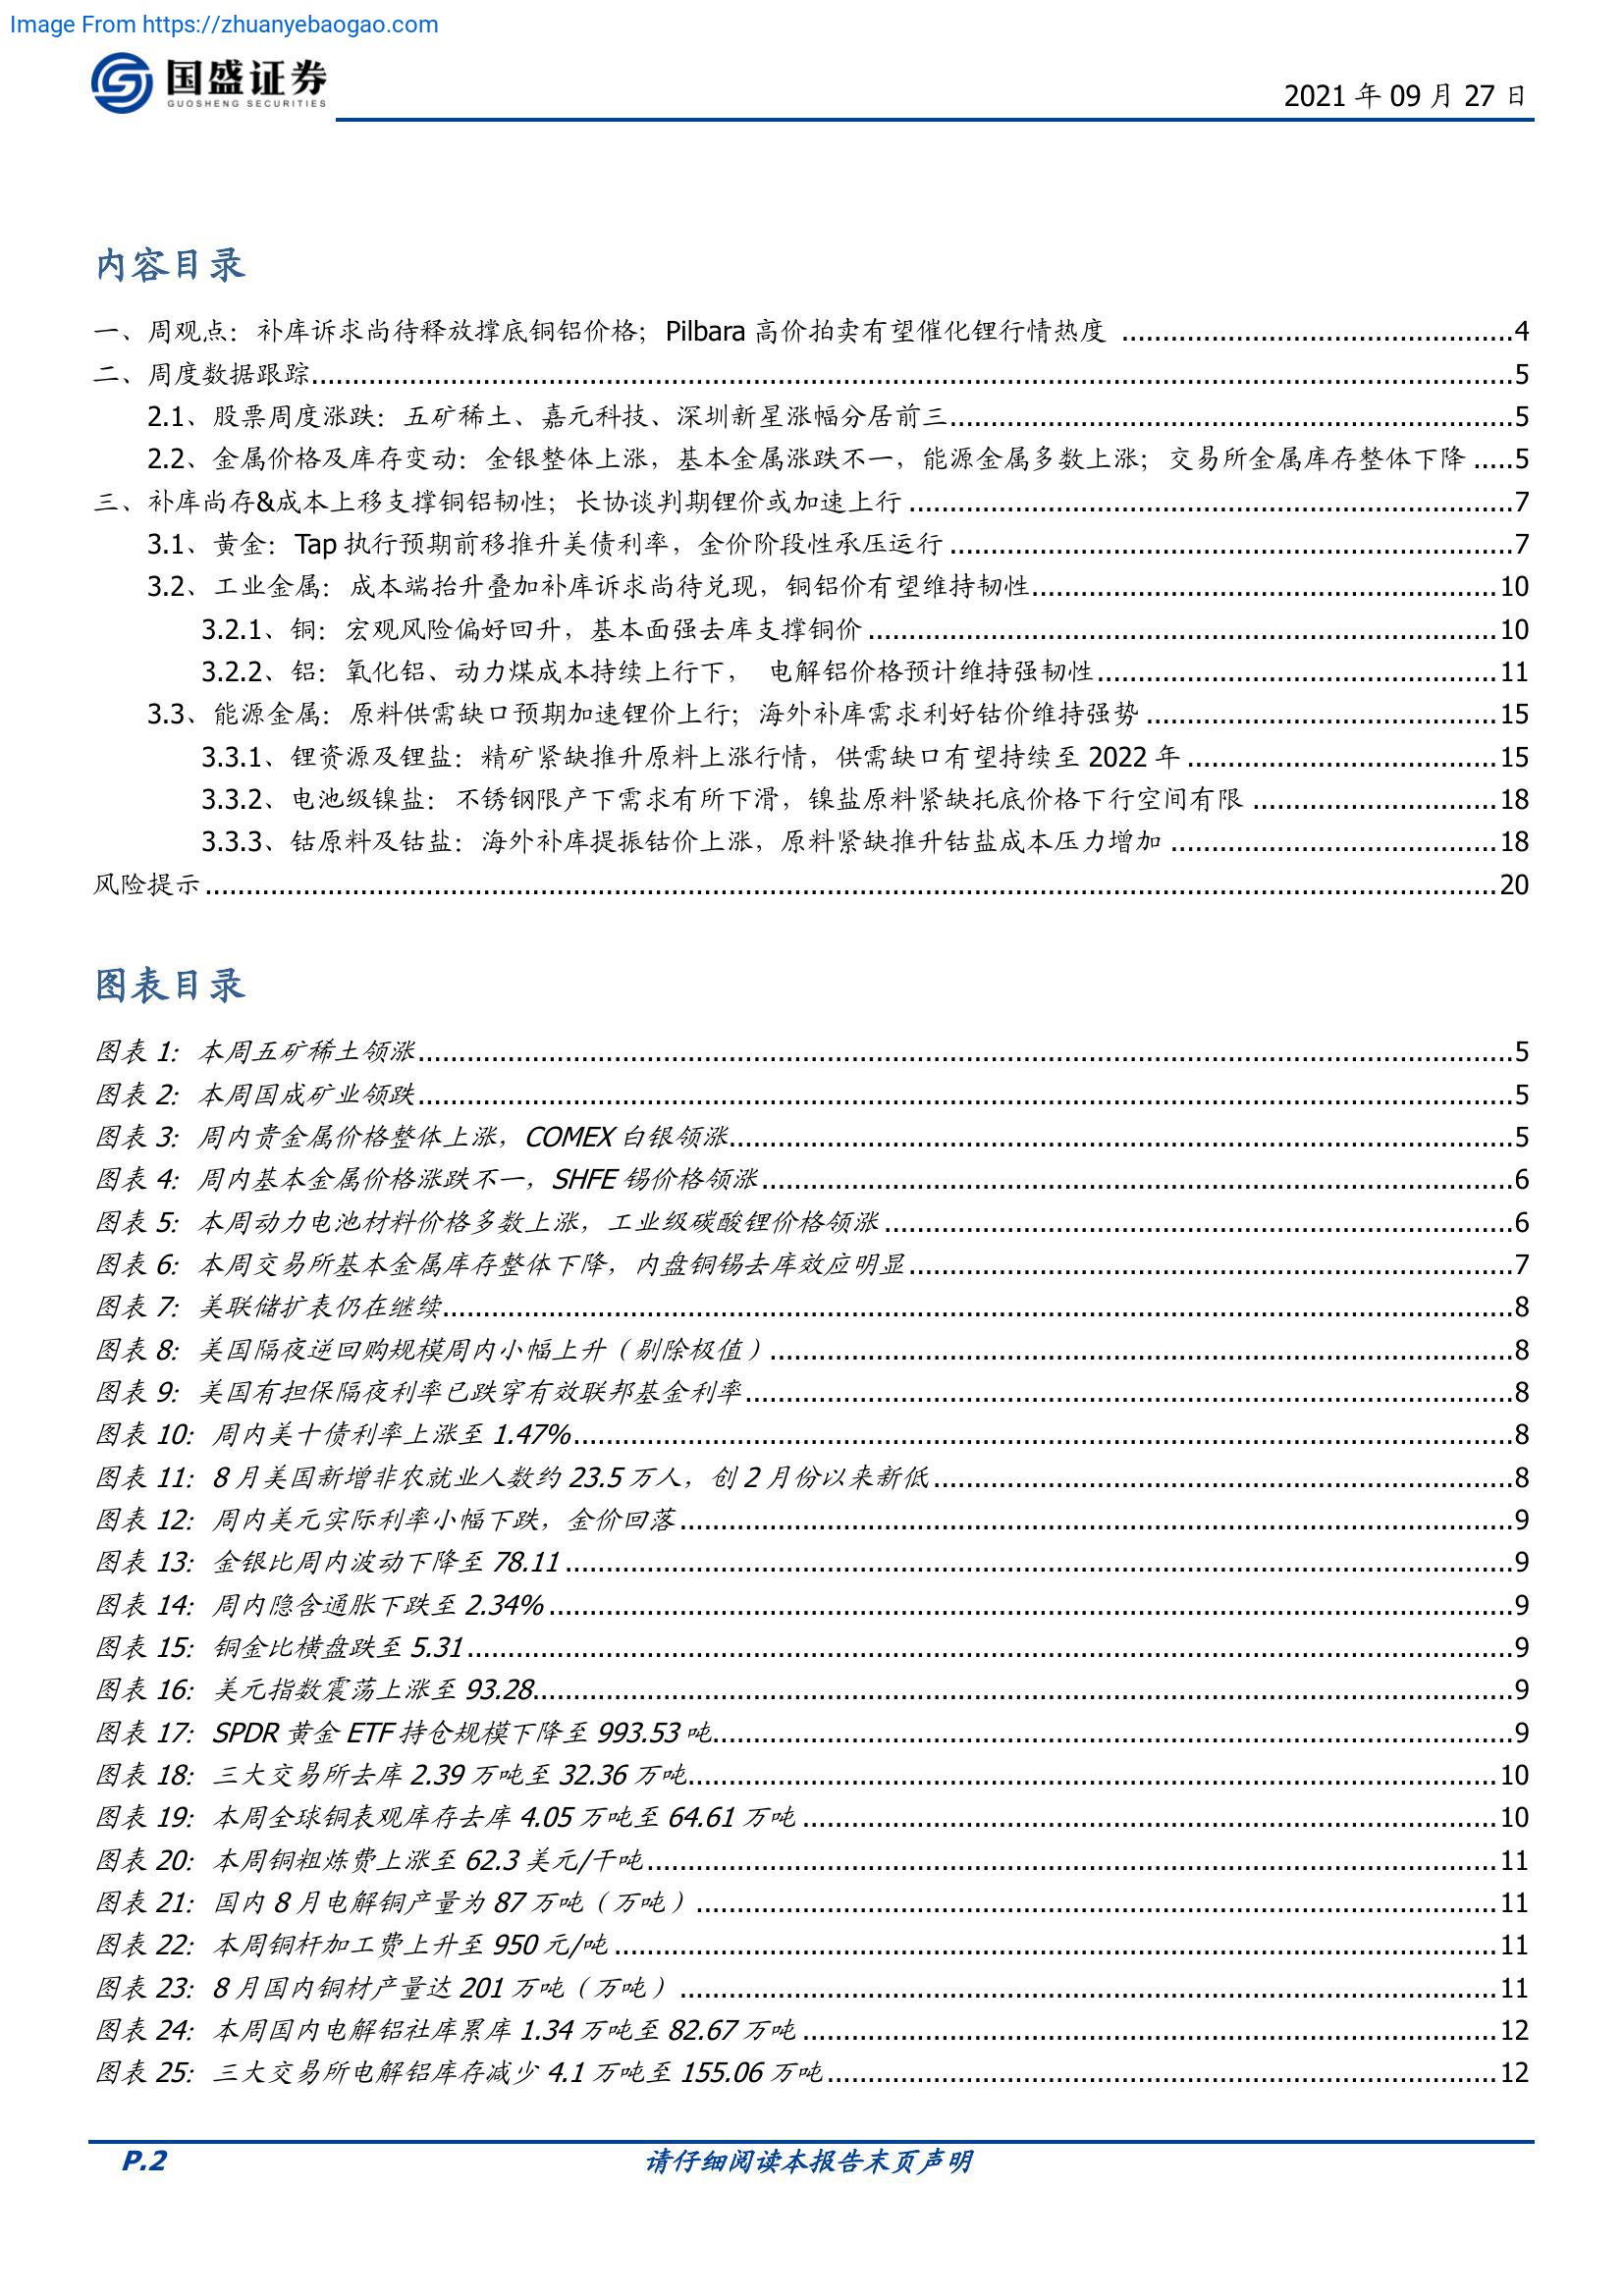 Image From https://zhuanyebaogao.com
国盛证券
GUOSHENG SECURITIES
2021 年 09 月 27 日
内容目录
一、周观点：补库诉求尚待释放撑底铜铝价格；Pilbara 高价拍卖有望催化锂行情热度 ................................................4
二、周度数据跟踪................................................5
2.1、股票周度涨跌：五矿稀土、嘉元科技、深圳新星涨幅分居前三................................................5
2.2、金属价格及库存变动：金银整体上涨，基本金属涨跌不一，能源金属多数上涨；交易所金属库存整体下降 .....5
三、补库尚存&成本上移支撑铜铝韧性；长协谈判期锂价或加速上行 ................................................7
3.1、黄金：Tap 执行预期前移推升美债利率，金价阶段性承压运行 ................................................7
3.2、工业金属：成本端抬升叠加补库诉求尚待兑现，铜铝价有望维持韧性................................................10
3.2.1、铜：宏观风险偏好回升，基本面强去库支撑铜价 ................................................10
3.2.2、铝：氧化铝、动力煤成本持续上行下， 电解铝价格预计维持强韧性................................................11
3.3、能源金属：原料供需缺口预期加速锂价上行；海外补库需求利好钴价维持强势 ................................................15
3.3.1、锂资源及锂盐：精矿紧缺推升原料上涨行情，供需缺口有望持续至 2022 年 ................................................15
3.3.2、电池级镍盐：不锈钢限产下需求有所下滑，镍盐原料紧缺托底价格下行空间有限 ................................................18
3.3.3、钴原料及钴盐：海外补库提振钴价上涨，原料紧缺推升钴盐成本压力增加 ................................................18
风险提示................................................20
图表目录
图表 1：本周五矿稀土领涨................................................5
图表 2：本周国成矿业领跌................................................5
图表 3：周内贵金属价格整体上涨，COMEX 白银领涨................................................5
图表 4：周内基本金属价格涨跌不一，SHFE 锡价格领涨................................................6
图表 5：本周动力电池材料价格多数上涨，工业级碳酸锂价格领涨................................................6
图表 6：本周交易所基本金属库存整体下降，内盘铜锡去库效应明显................................................7
图表 7：美联储扩表仍在继续................................................8
图表 8：美国隔夜逆回购规模周内小幅上升（剔除极值）................................................8
图表 9：美国有担保隔夜利率已跌穿有效联邦基金利率................................................8
图表 10：周内美十债利率上涨至 1.47%................................................8
图表 11：8 月美国新增非农就业人数约 23.5 万人，创 2 月份以来新低................................................8
图表 12：周内美元实际利率小幅下跌，金价回落................................................9
图表 13：金银比周内波动下降至 78.11................................................9
图表 14：周内隐含通胀下跌至 2.34%................................................9
图表 15：铜金比横盘跌至 5.31................................................9
图表 16：美元指数震荡上涨至 93.28................................................9
图表 17：SPDR 黄金 ETF 持仓规模下降至 993.53 吨................................................9
图表 18：三大交易所去库 2.39 万吨至 32.36 万吨................................................10
图表 19：本周全球铜表观库存去库 4.05 万吨至 64.61 万吨................................................10
图表 20：本周铜粗炼费上涨至 62.3 美元/干吨................................................11
图表 21：国内 8 月电解铜产量为 87 万吨（万吨）................................................11
图表 22：本周铜杆加工费上升至 950 元/吨................................................11
图表 23：8 月国内铜材产量达 201 万吨（万吨）................................................11
图表 24：本周国内电解铝社库累库 1.34 万吨至 82.67 万吨................................................12
图表 25：三大交易所电解铝库存减少 4.1 万吨至 155.06 万吨................................................12
P.2
请仔细阅读本报告末页声明